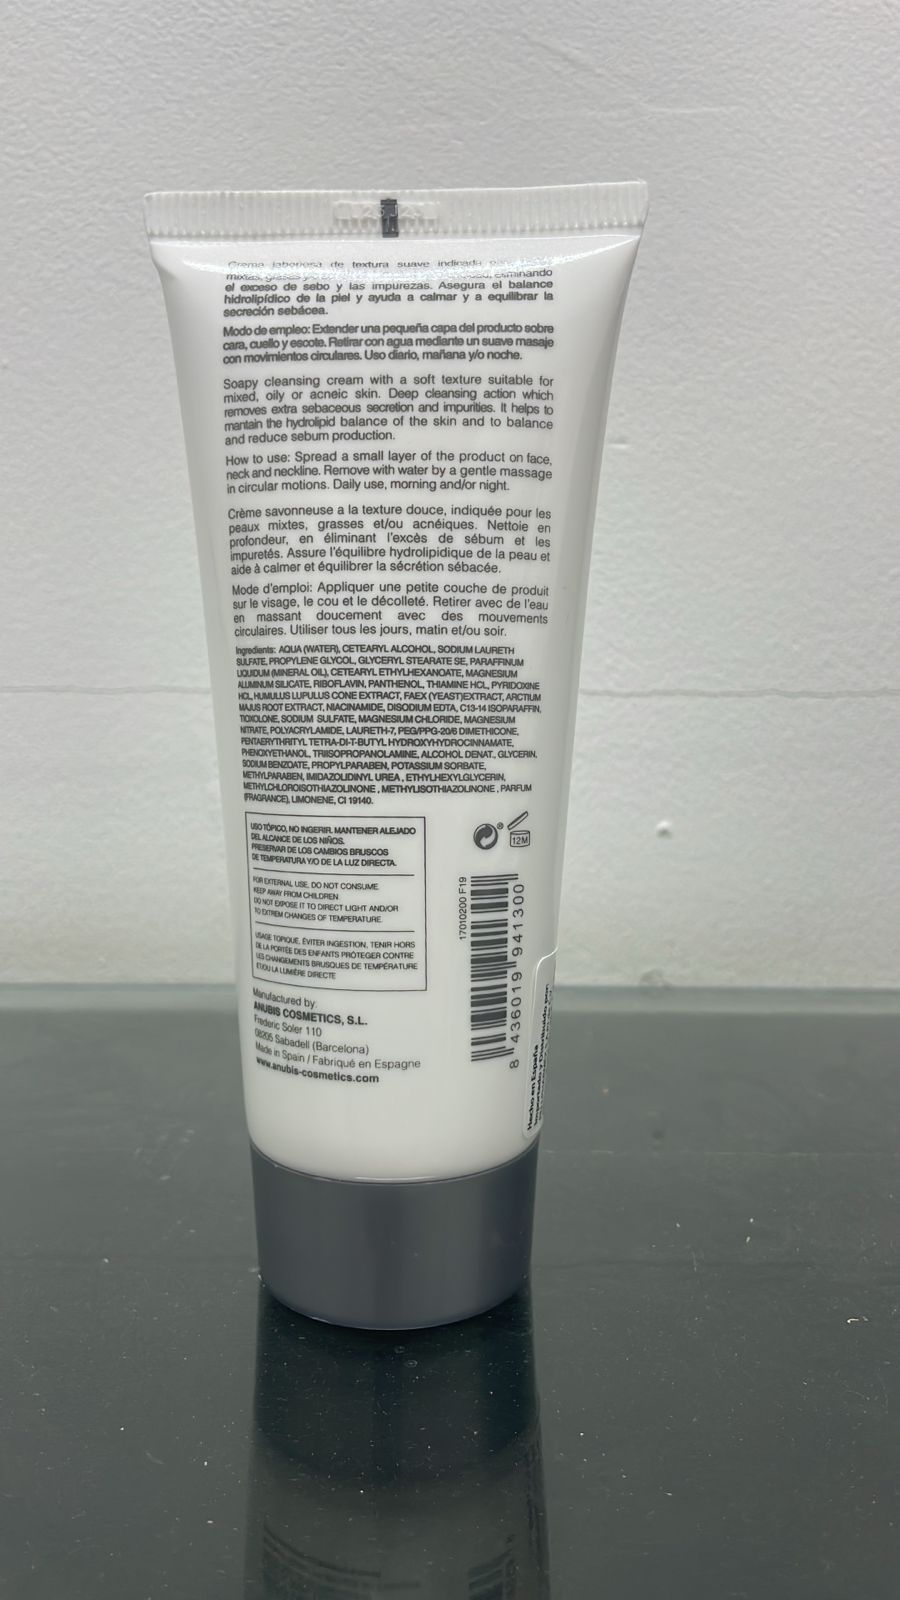 Crema jabonosa de textura suave indicada
mixtas, eliminando
el exceso de sebo y las impurezas. Asegura el balance
hidrolipídico de la piel y ayuda a calmar y a equilibrar la
secreción sebácea.
Modo de empleo: Extender una pequeña capa del producto sobre
cara, cuello y escote. Retirar con agua mediante un suave masaje
con movimientos circulares. Uso diario, mañana y/o noche.
Soapy cleansing cream with a soft texture suitable for
mixed, oily or acneic skin. Deep cleansing action which
removes extra sebaceous secretion and impurities. It helps to
mantain the hydrolipid balance of the skin and to balance
and reduce sebum production.
How to use: Spread a small layer of the product on face,
neck and neckline. Remove with water by a gentle massage
in circular motions. Daily use, morning and/or night.
Crème savonneuse a la texture douce, indiquée pour les
peaux mixtes, grasses et/ou acnéiques. Nettoie en
profondeur, en éliminant l'excés de sébum et les
impuretés. Assure l'équilibre hydrolipidique de la peau et
aide à calmer et équilibrer la sécrétion sébacée.
Mode d'emploi: Appliquer une petite couche de produit
sur le visage, le cou et le décolleté. Retirer avec de l'eau
en massant doucement avec des mouvements
circulaires. Utiliser tous les jours, matin et/ou soir.
Ingredients: AQUA (WATER), CETEARYL ALCOHOL, SODIUM LAURETH
SULFATE, PROPYLENE GLYCOL, GLYCERYL STEARATE SE, PARAFFINUM
LIQUIDUM (MINERAL OIL), CETEARYL ETHYLHEXANOATE, MAGNESIUM
ALUMINUM SILICATE, RIBOFLAVIN, PANTHENOL, THIAMINE HCL, PYRIDOXINE
HCL, HUMULUS LUPULUS CONE EXTRACT, FAEX (YEAST)EXTRACT, ARCTIUM
MAJUS ROOT EXTRACT, NIACINAMIDE, DISODIUM EDTA, C13-14 ISOPARAFFIN,
TIOXOLONE, SODIUM SULFATE, MAGNESIUM CHLORIDE, MAGNESIUM
NITRATE, POLYACRYLAMIDE, LAURETH-7, PEG/PPG-20/6 DIMETHICONE,
PENTAERYTHRITYL TETRA-DI-T-BUTYL HYDROXYHYDROCINNAMATE,
PHENOXYETHANOL, TRIISOPROPANOLAMINE, ALCOHOL DENAT., GLYCERIN,
SODIUM BENZOATE, PROPYLPARABEN, POTASSIUM SORBATE,
METHYLPARABEN, IMIDAZOLIDINYL UREA, ETHYLHEXYLGLYCERIN,
METHYLCHLOROISOTHIAZOLINONE, METHYLISOTHIAZOLINONE, PARFUM
(FRAGRANCE), LIMONENE, CI 19140.
USO TÓPICO, NO INGERIR. MANTENER ALEJADO
DEL ALCANCE DE LOS NIÑOS.
PRESERVAR DE LOS CAMBIOS BRUSCOS
DE TEMPERATURA Y/O DE LA LUZ DIRECTA.
FOR EXTERNAL USE, DO NOT CONSUME.
KEEP AWAY FROM CHILDREN.
DO NOT EXPOSE IT TO DIRECT LIGHT AND/OR
TO EXTREM CHANGES OF TEMPERATURE.
USAGE TOPIQUE, ÉVITER INGESTION, TENIR HORS
DE LA PORTÉE DES ENFANTS PROTEGER CONTRE
LES CHANGEMENTS BRUSQUES DE TEMPÉRATURE
ET/OU LA LUMIÈRE DIRECTE
12M
17010200 F19
8 436019 941300
Manufactured by:
ANUBIS COSMETICS, S.L.
Frederic Soler 110
08205 Sabadell (Barcelona)
Made in Spain / Fabriqué en Espagne
www.anubis-cosmetics.com
Hecho en España
Importado y Distribuido por: